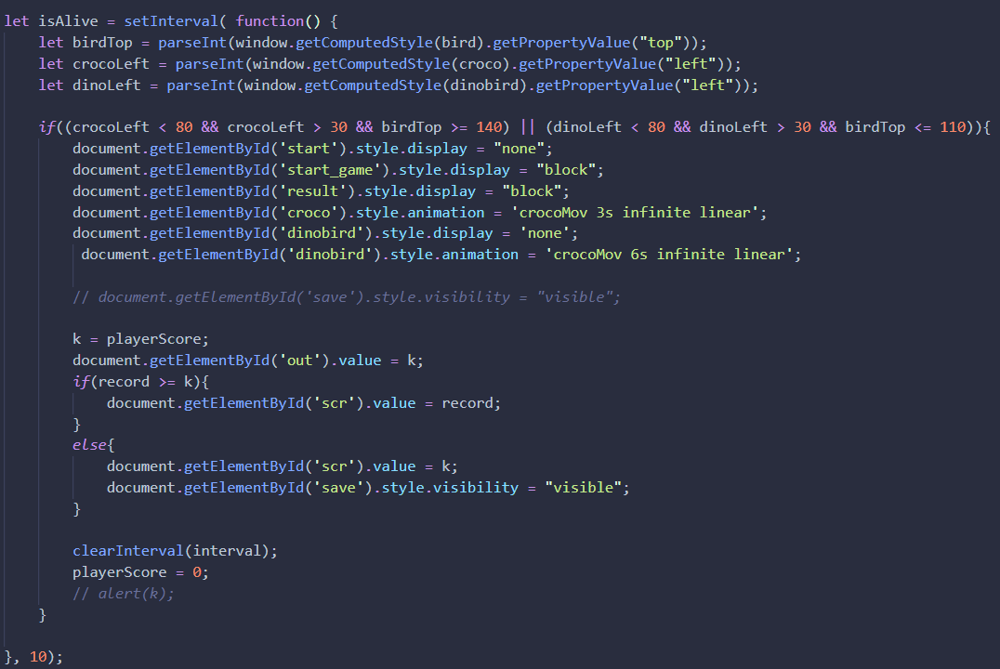 let isAlive = setInterval( function() {
    let birdTop = parseInt(window.getComputedStyle(bird).getPropertyValue("top"));
    let crocoLeft = parseInt(window.getComputedStyle(croco).getPropertyValue("left"));
    let dinoLeft = parseInt(window.getComputedStyle(dinobird).getPropertyValue("left"));

    if((crocoLeft < 80 && crocoLeft > 30 && birdTop >= 140) || (dinoLeft < 80 && dinoLeft > 30 && birdTop <= 110)){
        document.getElementById('start').style.display = "none";
        document.getElementById('start_game').style.display = "block";
        document.getElementById('result').style.display = "block";
        document.getElementById('croco').style.animation = 'crocoMov 3s infinite linear';
        document.getElementById('dinobird').style.display = 'none';
         document.getElementById('dinobird').style.animation = 'crocoMov 6s infinite linear';

        // document.getElementById('save').style.visibility = "visible";

        k = playerScore;
        document.getElementById('out').value = k;
        if(record >= k){
            document.getElementById('scr').value = record;
        }
        else{
            document.getElementById('scr').value = k;
            document.getElementById('save').style.visibility = "visible";
        }

        clearInterval(interval);
        playerScore = 0;
        // alert(k);
    }

}, 10);